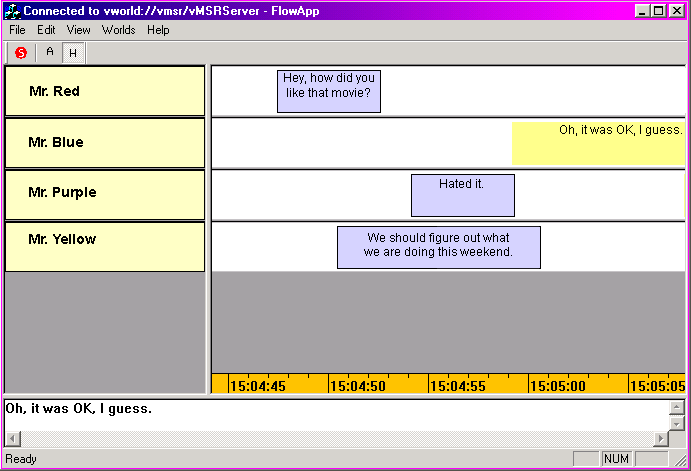 Connected to vworld://vmsr/vMSRServer - FlowApp
File Edit View Worlds Help
S A H
Mr. Red
Hey, how did you
like that movie?
Mr. Blue
Oh, it was OK, I guess.
Mr. Purple
Hated it.
Mr. Yellow
We should figure out what
we are doing this weekend.
15:04:45 15:04:50 15:04:55 15:05:00 15:05:05
Oh, it was OK, I guess.
Ready NUM